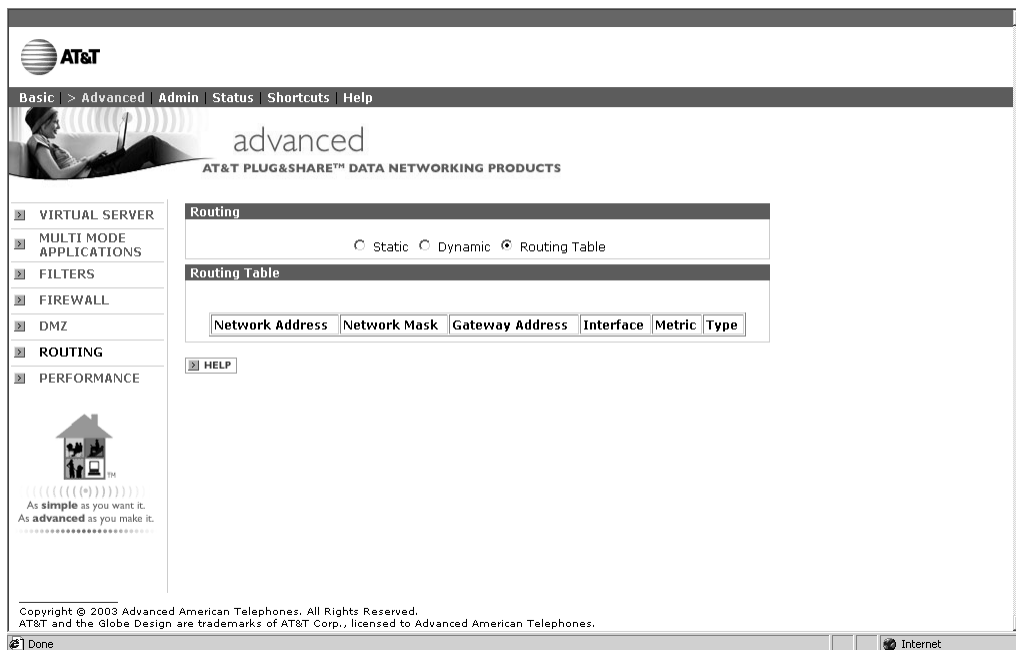 AT&T
Basic | > Advanced | Admin | Status | Shortcuts | Help
advanced
AT&T PLUG&SHARE™ DATA NETWORKING PRODUCTS
VIRTUAL SERVER
MULTI MODE
APPLICATIONS
FILTERS
FIREWALL
DMZ
ROUTING
PERFORMANCE
TM
As simple as you want it.
As advanced as you make it.
Routing
Static Dynamic Routing Table
Routing Table
Network Address Network Mask Gateway Address Interface Metric Type
HELP
Copyright © 2003 Advanced American Telephones. All Rights Reserved.
AT&T and the Globe Design are trademarks of AT&T Corp., licensed to Advanced American Telephones.
Done Internet